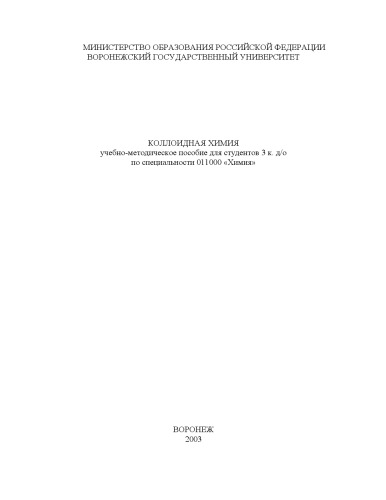 МИНИСТЕРСТВО ОБРАЗОВАНИЯ РОССИЙСКОЙ ФЕДЕРАЦИИ
ВОРОНЕЖСКИЙ ГОСУДАРСТВЕННЫЙ УНИВЕРСИТЕТ
КОЛЛОИДНАЯ ХИМИЯ
учебно-методическое пособие для студентов 3 к. д/о
по специальности 011000 «Химия»
ВОРОНЕЖ
2003